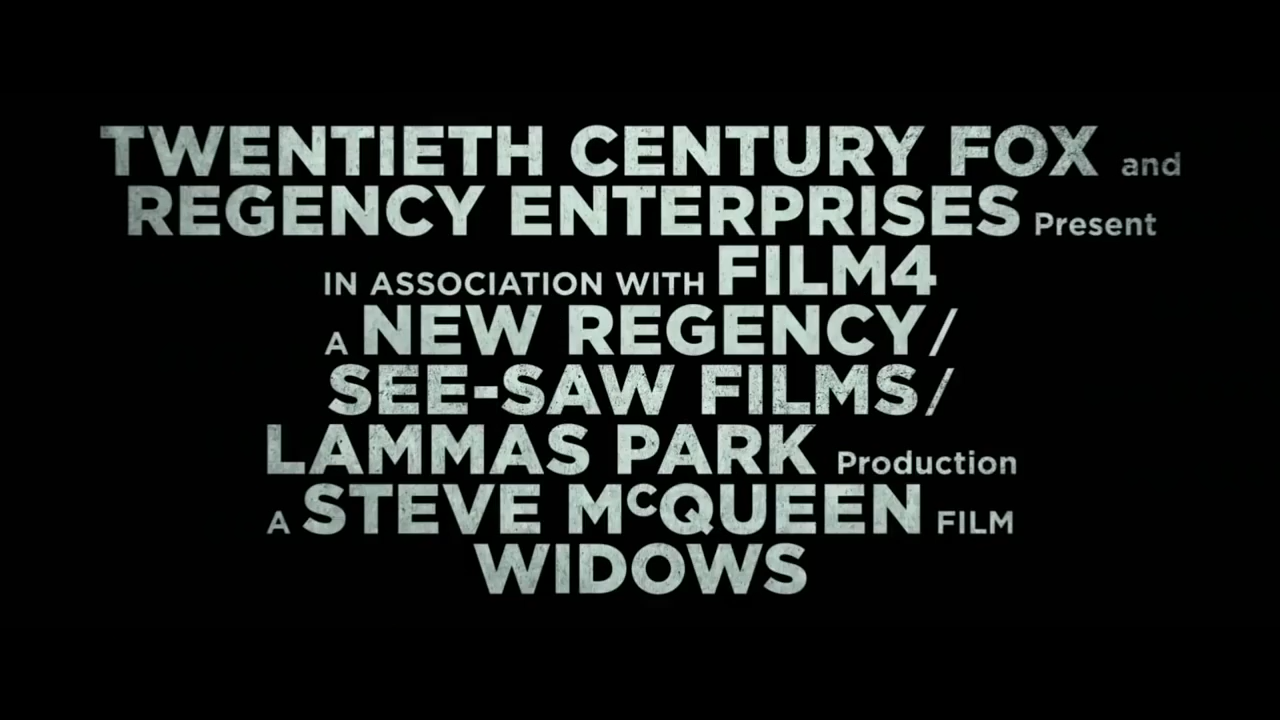 TWENTIETH CENTURY FOX and
REGENCY ENTERPRISES Present
IN ASSOCIATION WITH FILM4
A NEW REGENCY/
SEE-SAW FILMS/
LAMMAS PARK Production
A STEVE McQUEEN FILM
WIDOWS